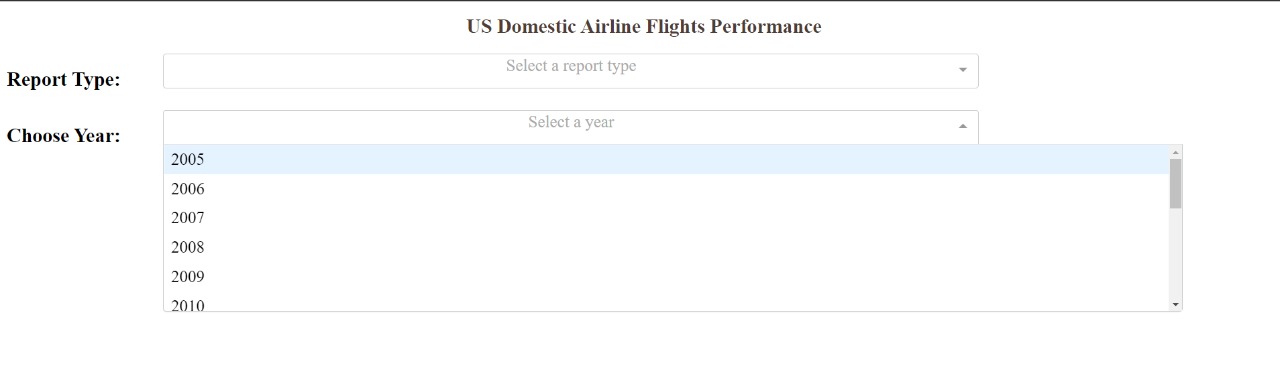 US Domestic Airline Flights Performance
Report Type:
Select a report type
Choose Year:
Select a year
2005
2006
2007
2008
2009
2010